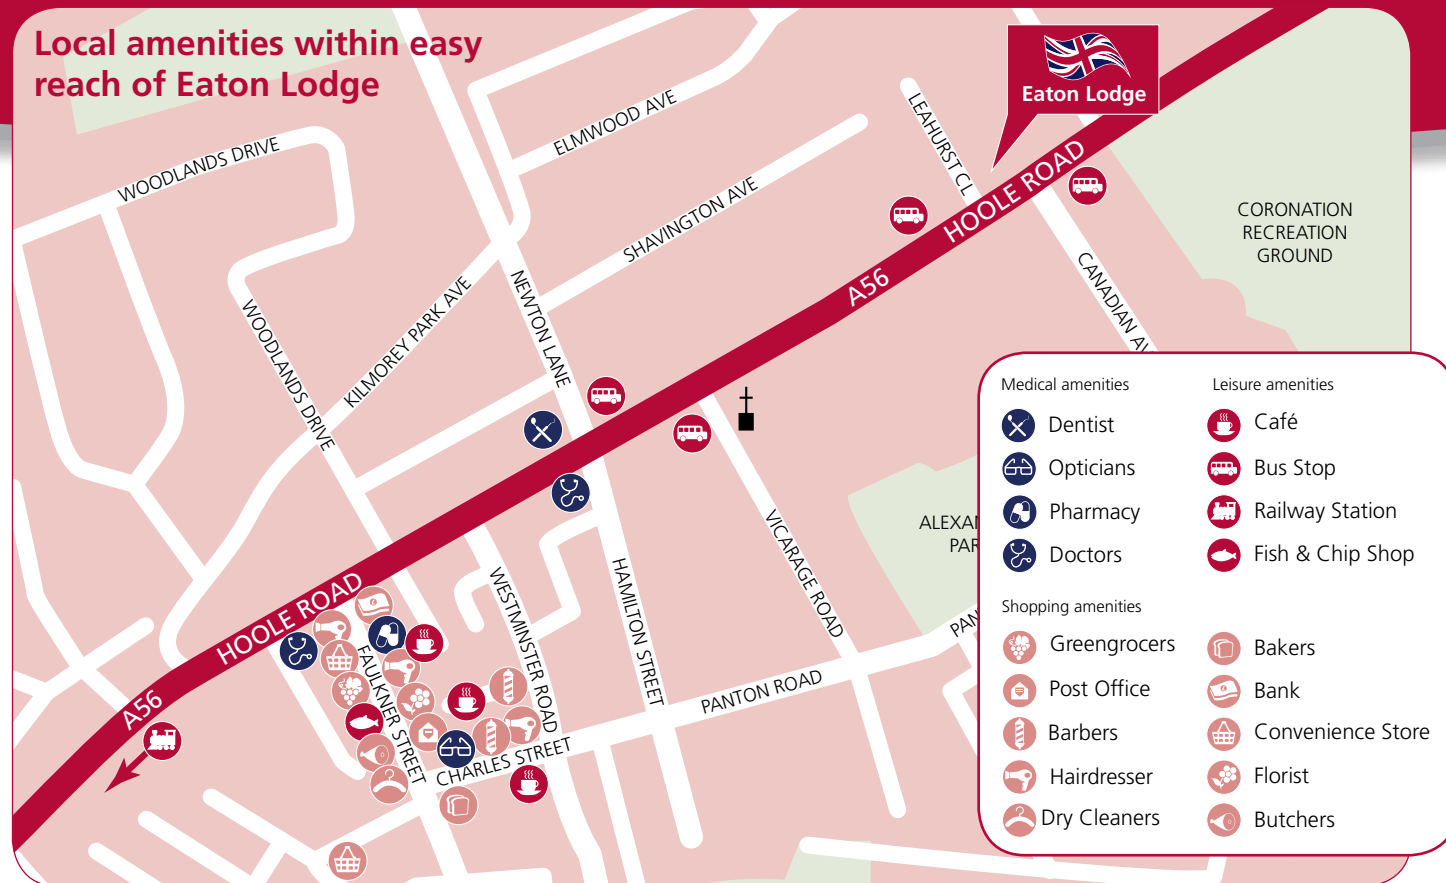 Local amenities within easy
reach of Eaton Lodge
Eaton Lodge
WOODLANDS DRIVE
ELMWOOD AVE
LEAHURST CL
HOOLE ROAD
SHAVINGTON AVE
CORONATION
RECREATION
GROUND
A56
CANADIAN AV
NEWTON LANE
KILMOREY PARK AVE
WOODLANDS DRIVE
VICARAGE ROAD
HAMILTON STREET
WESTMINSTER ROAD
HOOLE ROAD
FAULKNER STREET
PANTON ROAD
CHARLES STREET
A56
Medical amenities
Dentist
Opticians
Pharmacy
Doctors
Leisure amenities
Café
Bus Stop
Railway Station
Fish & Chip Shop
Shopping amenities
Greengrocers
Post Office
Barbers
Hairdresser
Dry Cleaners
Bakers
Bank
Convenience Store
Florist
Butchers